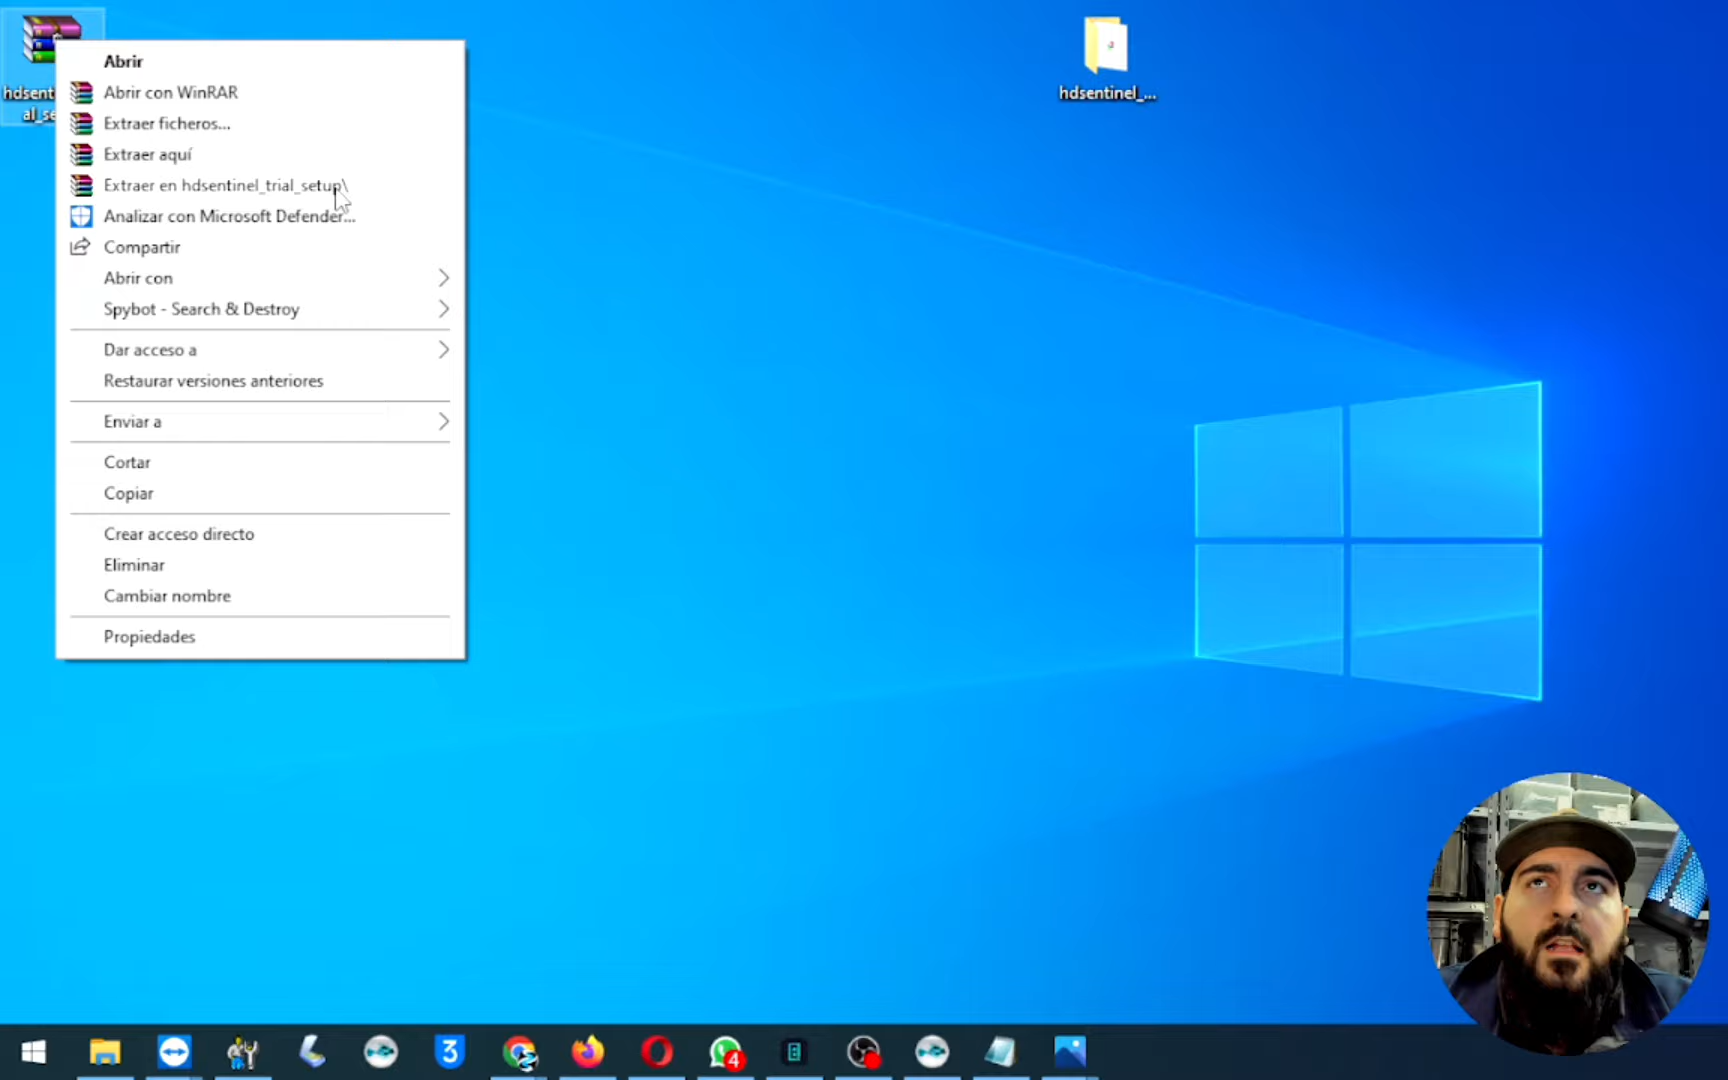 hdsent
al_se
Abrir
Abrir con WinRAR
Extraer ficheros...
Extraer aquí
Extraer en hdsentinel_trial_setup\
Analizar con Microsoft Defender...
Compartir
Abrir con
Spybot - Search & Destroy
Dar acceso a
Restaurar versiones anteriores
Enviar a
Cortar
Copiar
Crear acceso directo
Eliminar
Cambiar nombre
Propiedades
hdsentinel_...
3
4